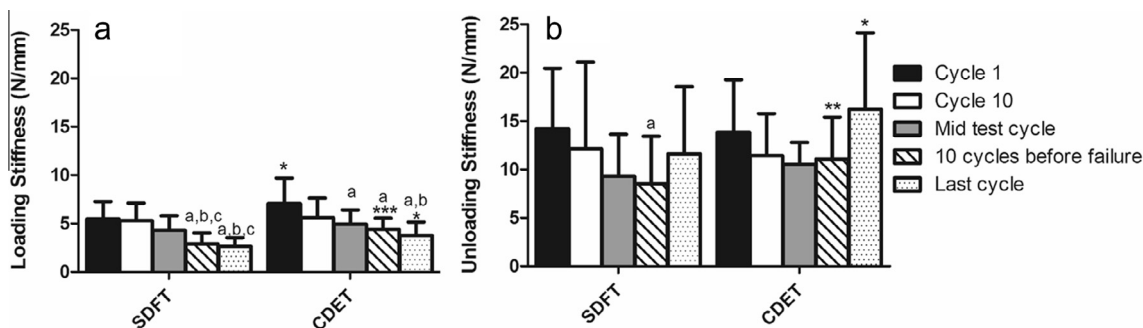 a
Loading Stiffness (N/mm)
25
20
15
10
5
0
a,b,c
a,b,c
*
a
a
***
a,b
*
SDFT
CDET
b
Unloading Stiffness (N/mm)
25
20
15
10
5
0
a
**
*
SDFT
CDET
Cycle 1
Cycle 10
Mid test cycle
10 cycles before failure
Last cycle